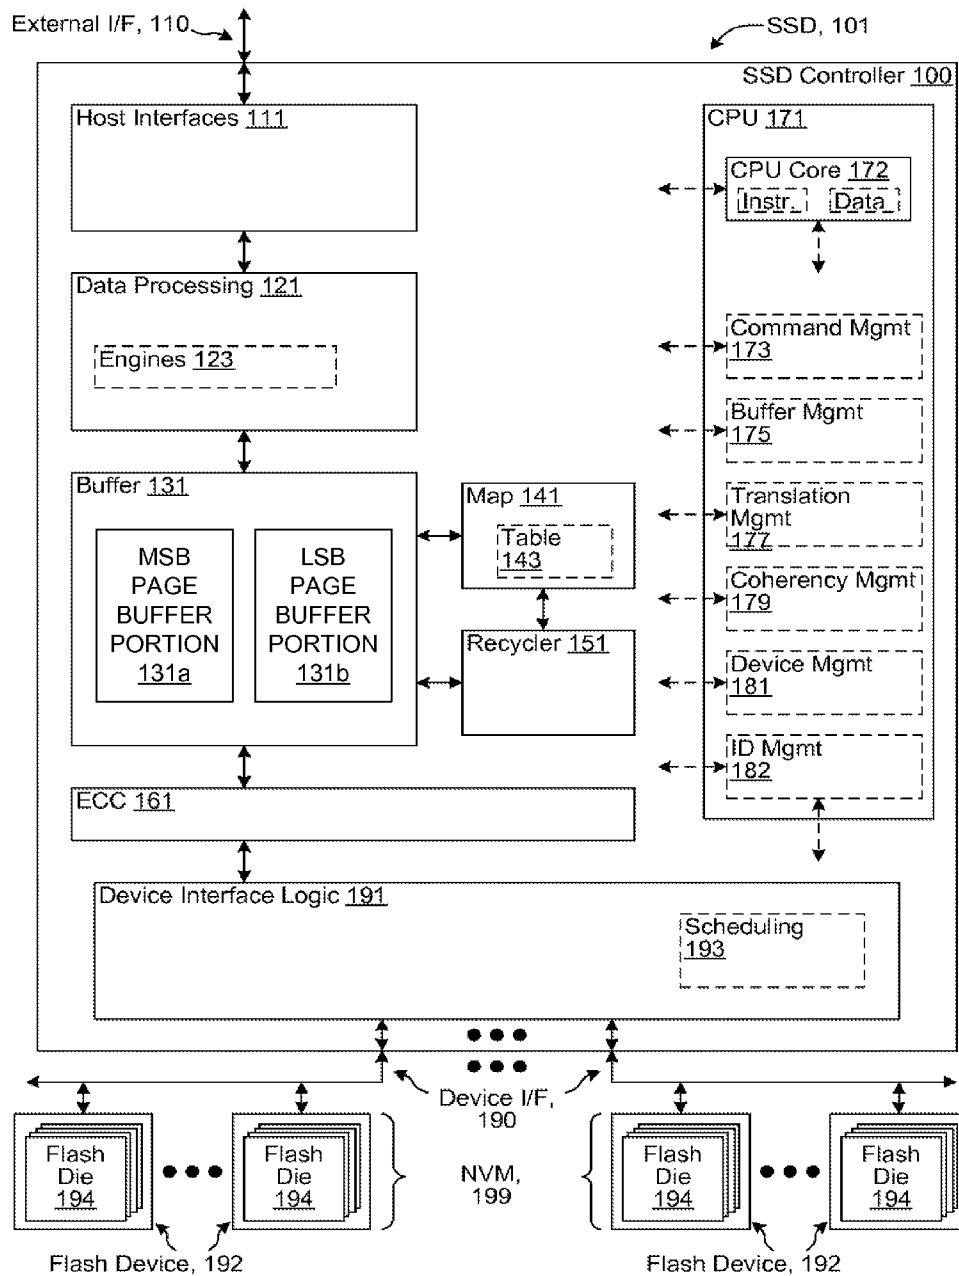 External I/F, 110
SSD, 101
SSD Controller 100
Host Interfaces 111
CPU 171
CPU Core 172
Instr.
Data
Data Processing 121
Engines 123
Command Mgmt
173
Buffer Mgmt
175
Buffer 131
MSB
PAGE
BUFFER
PORTION
131a
LSB
PAGE
BUFFER
PORTION
131b
Map 141
Table
143
Translation
Mgmt
177
Coherency Mgmt
179
Recycler 151
Device Mgmt
181
ID Mgmt
182
ECC 161
Device Interface Logic 191
Scheduling
193
Device I/F,
190
Flash
Die
194
Flash
Die
194
NVM,
199
Flash
Die
194
Flash
Die
194
Flash Device, 192
Flash Device, 192